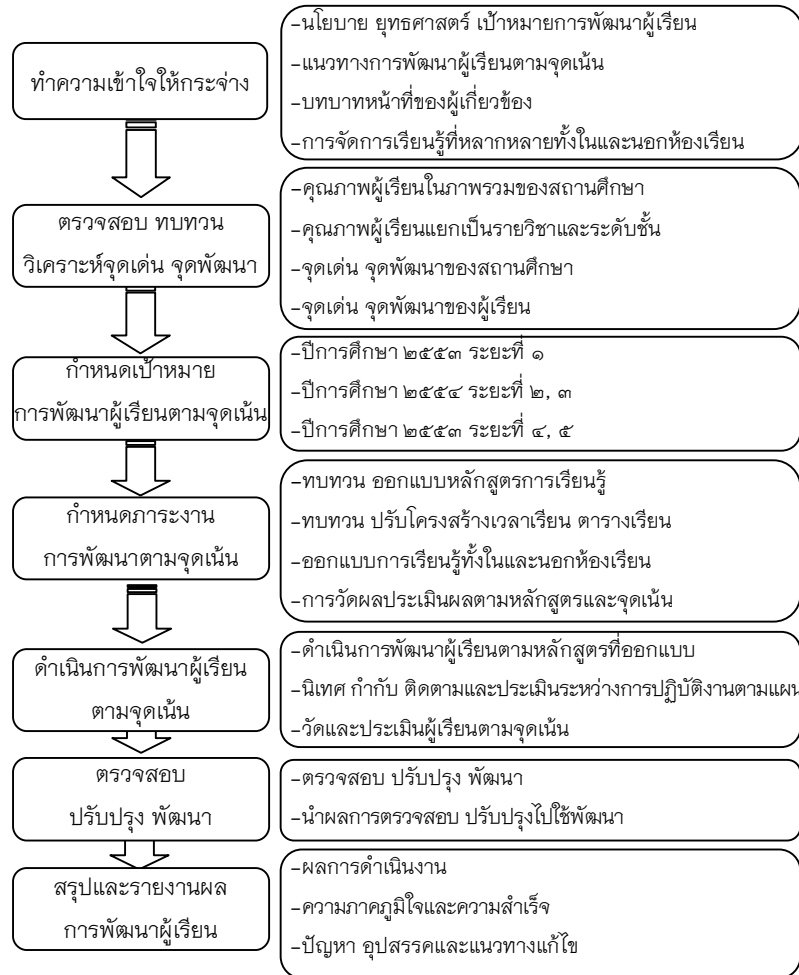 ทำความเข้าใจให้กระจ่าง
-นโยบาย ยุทธศาสตร์ เป้าหมายการพัฒนาผู้เรียน
-แนวทางการพัฒนาผู้เรียนตามจุดเน้น
-บทบาทหน้าที่ของผู้เกี่ยวข้อง
-การจัดการเรียนรู้ที่หลากหลายทั้งในและนอกห้องเรียน
ตรวจสอบ ทบทวน
วิเคราะห์จุดเด่น จุดพัฒนา
-คุณภาพผู้เรียนในภาพรวมของสถานศึกษา
-คุณภาพผู้เรียนแยกเป็นรายวิชาและระดับชั้น
-จุดเด่น จุดพัฒนาของสถานศึกษา
-จุดเด่น จุดพัฒนาของผู้เรียน
กำหนดเป้าหมาย
การพัฒนาผู้เรียนตามจุดเน้น
-ปีการศึกษา ๒๕๕๓ ระยะที่ ๑
-ปีการศึกษา ๒๕๕๔ ระยะที่ ๒, ๓
-ปีการศึกษา ๒๕๕๓ ระยะที่ ๔, ๕
กำหนดภาระงาน
การพัฒนาตามจุดเน้น
-ทบทวน ออกแบบหลักสูตรการเรียนรู้
-ทบทวน ปรับโครงสร้างเวลาเรียน ตารางเรียน
-ออกแบบการเรียนรู้ทั้งในและนอกห้องเรียน
-การวัดผลประเมินผลตามหลักสูตรและจุดเน้น
ดำเนินการพัฒนาผู้เรียน
ตามจุดเน้น
-ดำเนินการพัฒนาผู้เรียนตามหลักสูตรที่ออกแบบ
-นิเทศ กำกับ ติดตามและประเมินระหว่างการปฏิบัติงานตามแผน
-วัดและประเมินผู้เรียนตามจุดเน้น
ตรวจสอบ
ปรับปรุง พัฒนา
-ตรวจสอบ ปรับปรุง พัฒนา
-นำผลการตรวจสอบ ปรับปรุงไปใช้พัฒนา
สรุปและรายงานผล
การพัฒนาผู้เรียน
-ผลการดำเนินงาน
-ความภาคภูมิใจและความสำเร็จ
-ปัญหา อุปสรรคและแนวทางแก้ไข